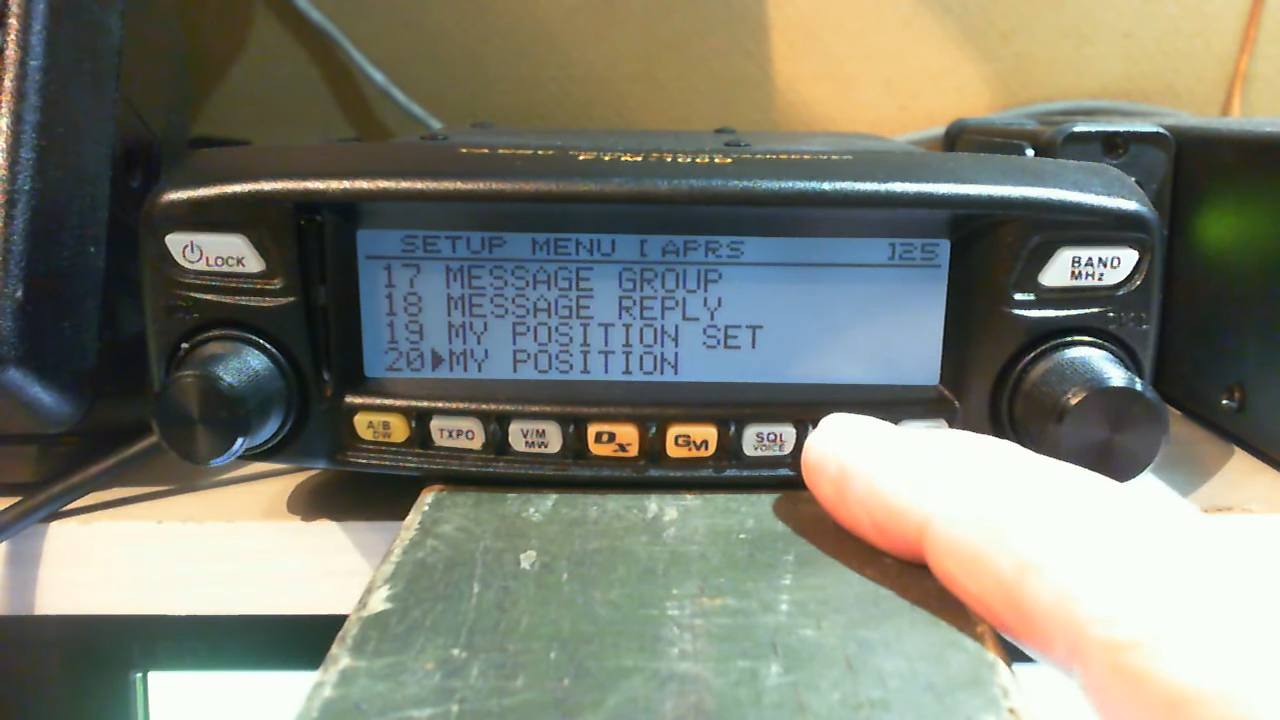 LOCK
SETUP MENU [APRS ]25
17 MESSAGE GROUP
18 MESSAGE REPLY
19 MY POSITION SET
20▶MY POSITION
BAND
MHz
A/B
DW
TXPO
V/M
MW
DX
GM
SQL
VOICE